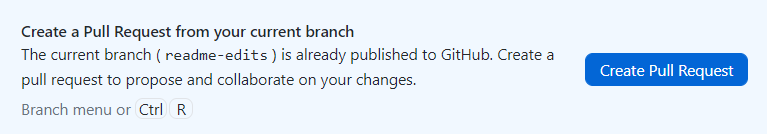 Create a Pull Request from your current branch
The current branch ( readme-edits ) is already published to GitHub. Create a
pull request to propose and collaborate on your changes.
Create Pull Request
Branch menu or Ctrl R